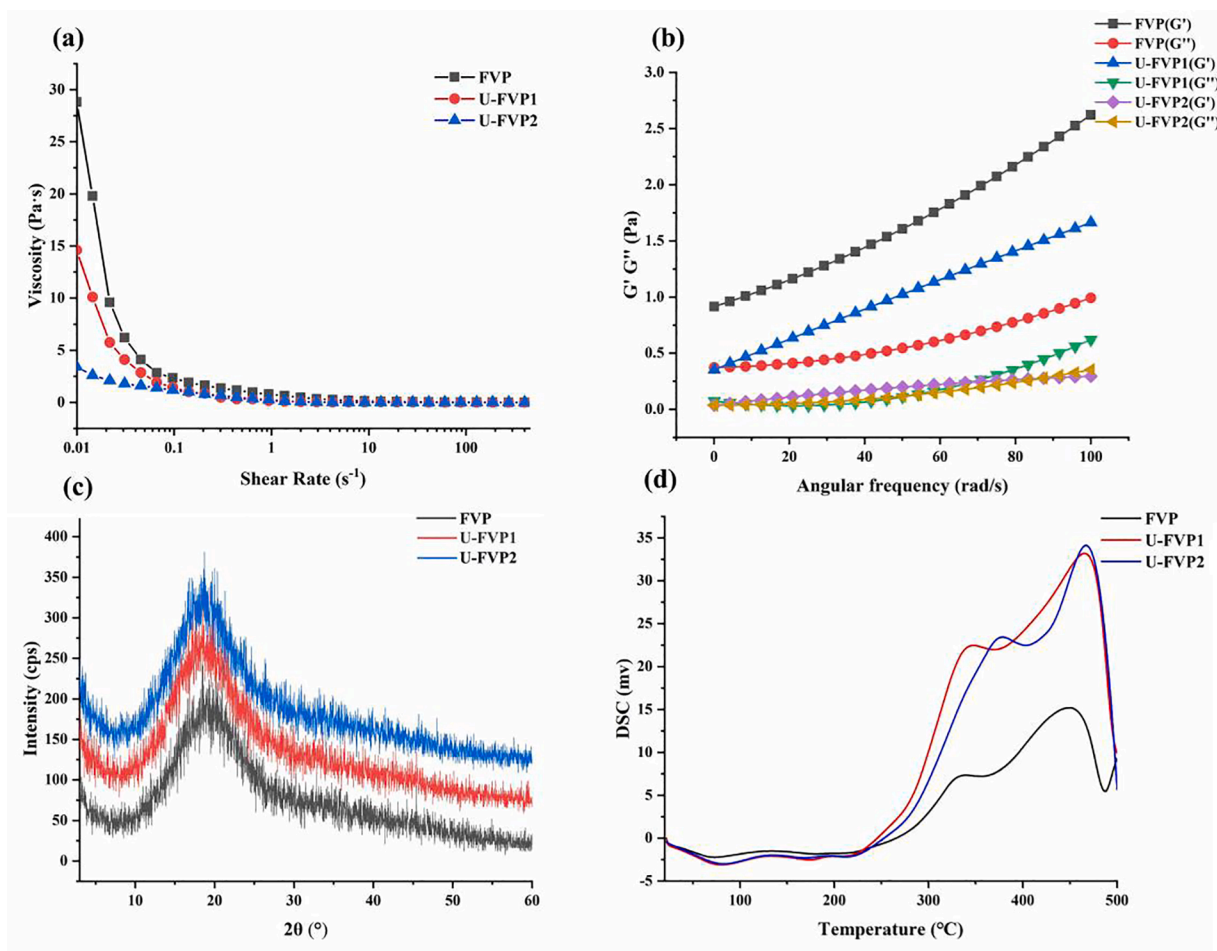 (a)
FVP
U-FVP1
U-FVP2
30
25
20
15
10
5
0
Viscosity (Pa·s)
0.01
0.1
1
10
100
Shear Rate (s-1)
(b)
FVP(G')
FVP(G'')
U-FVP1(G')
U-FVP1(G'')
U-FVP2(G')
U-FVP2(G'')
3.0
2.5
2.0
1.5
1.0
0.5
0.0
G' G'' (Pa)
0
20
40
60
80
100
Angular frequency (rad/s)
(c)
FVP
U-FVP1
U-FVP2
400
350
300
250
200
150
100
50
0
Intensity (cps)
10
20
30
40
50
60
2θ (°)
(d)
FVP
U-FVP1
U-FVP2
35
30
25
20
15
10
5
0
-5
DSC (mv)
100
200
300
400
500
Temperature (°C)